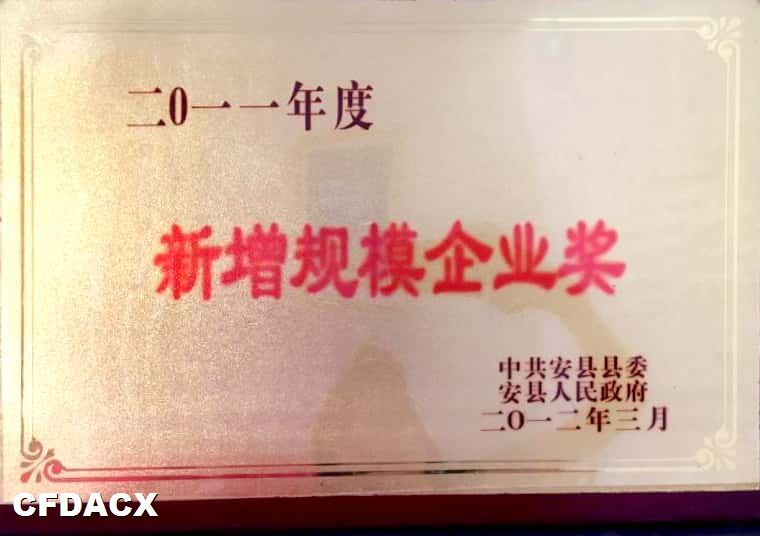 二0一一年度
新增规模企业奖
中共安县县委
安县人民政府
二O一二年三月
CFDACX